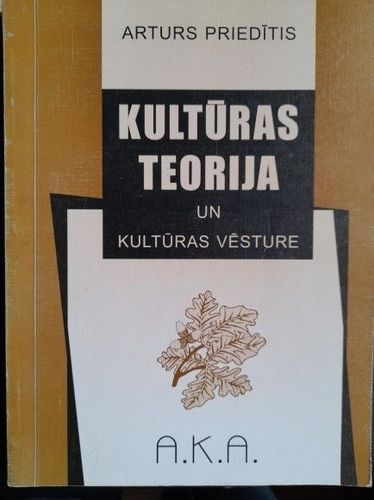 ARTURS PRIEDĪTIS
KULTŪRAS
TEORIJA
UN
KULTŪRAS VĒSTURE
A.K.A.